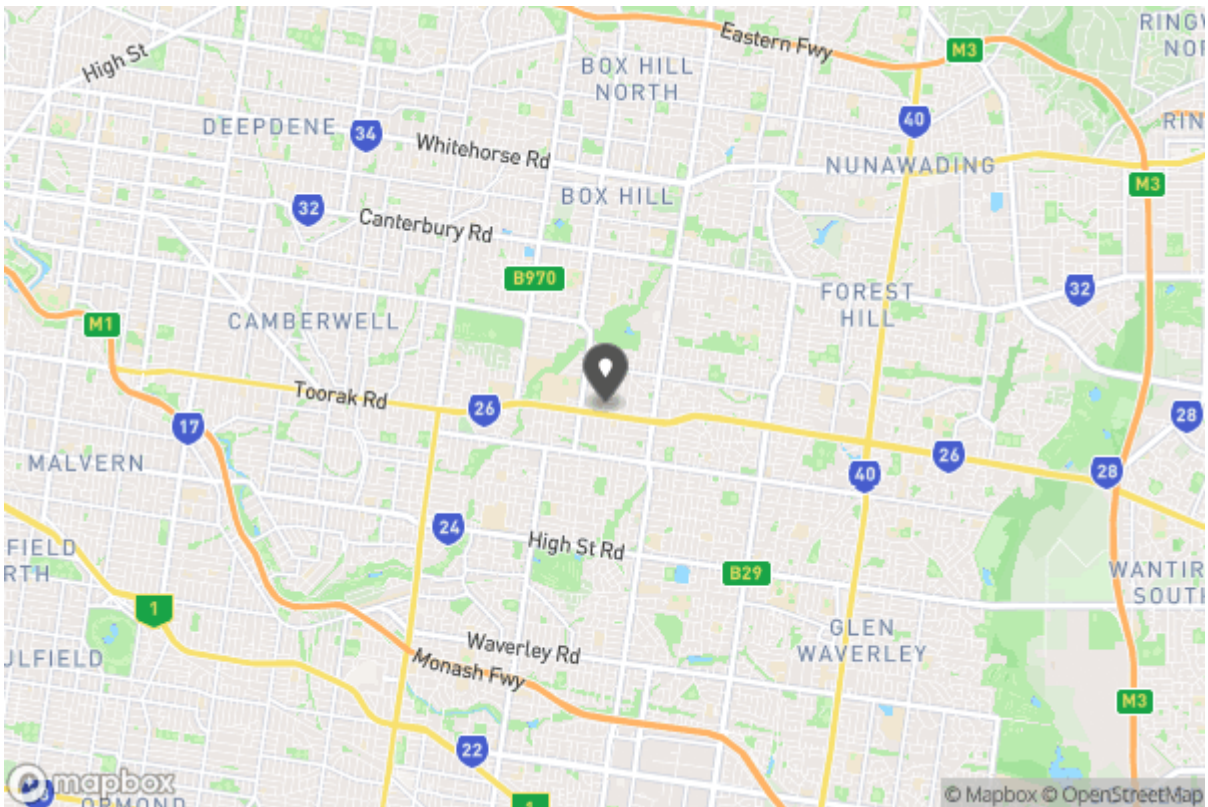 High St
Eastern Fwy
M3
RINGW
NOR
BOX HILL
NORTH
DEEPDENE
34
40
RIN
Whitehorse Rd
NUNAWADING
M3
BOX HILL
32
Canterbury Rd
B970
FOREST
HILL
32
M1
CAMBERWELL
Toorak Rd
26
28
17
26
MALVERN
40
28
24
High St Rd
FIELD
RTH
B29
WANTIR
SOUTH
1
GLEN
WAVERLEY
ULFIELD
Waverley Rd
Monash Fwy
M3
22
mapbox
ORMOND
1
© Mapbox © OpenStreetMap